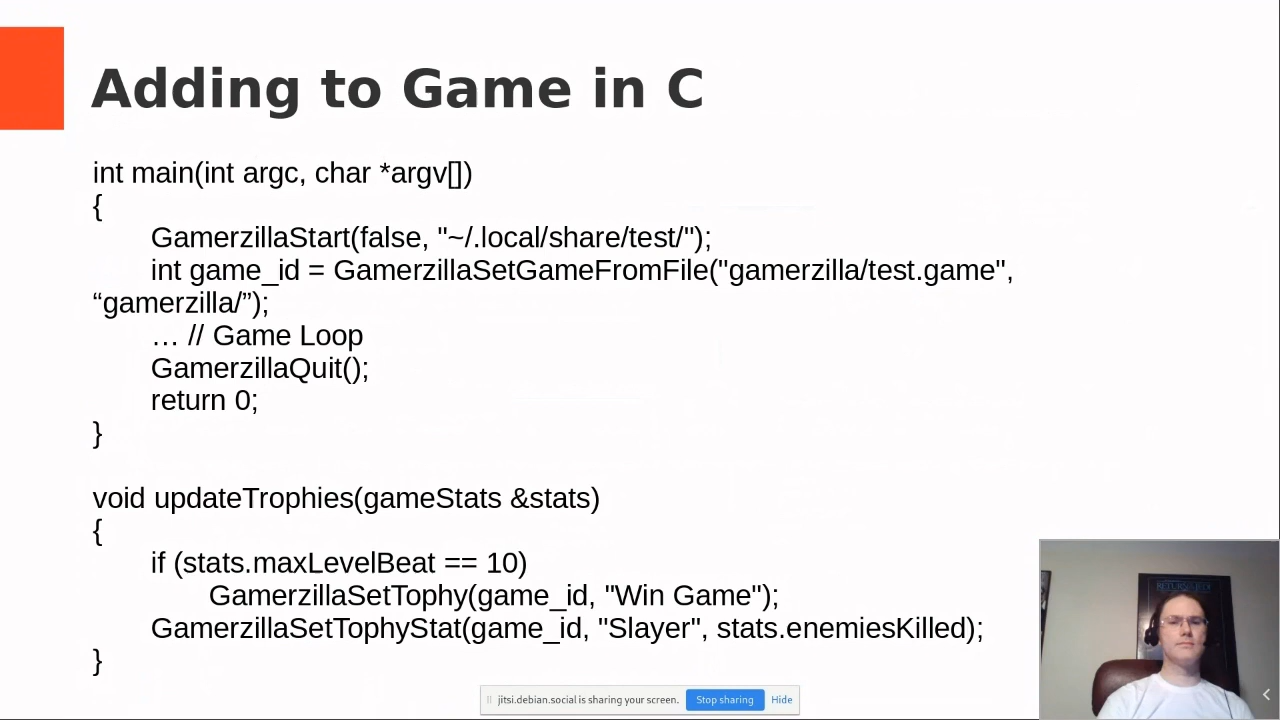 Adding to Game in C
int main(int argc, char *argv[])
{
GamerzillaStart(false, "~/.local/share/test/");
int game_id = GamerzillaSetGameFromFile("gamerzilla/test.game",
“gamerzilla/”);
… // Game Loop
GamerzillaQuit();
return 0;
}
void updateTrophies(gameStats &stats)
{
if (stats.maxLevelBeat == 10)
GamerzillaSetTophy(game_id, "Win Game");
GamerzillaSetTophyStat(game_id, "Slayer", stats.enemiesKilled);
}
jitsi.debian.social is sharing your screen.
Stop sharing
Hide